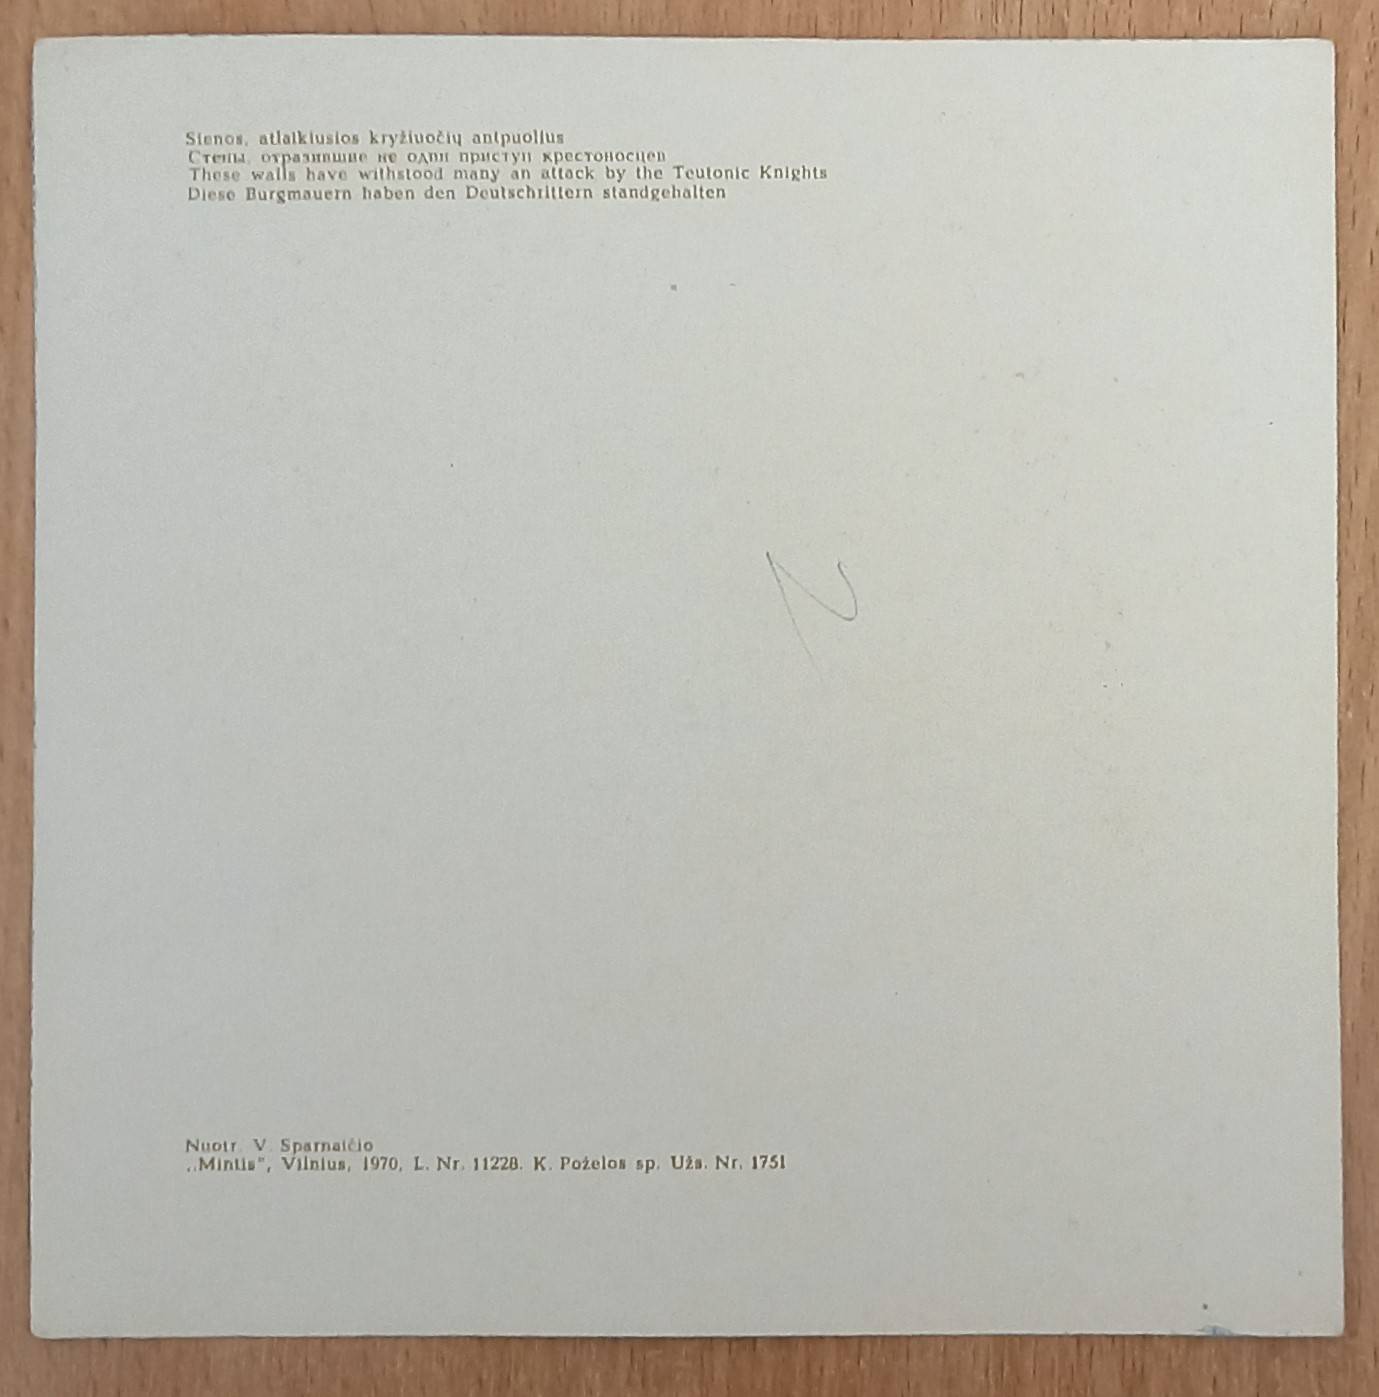 Sienos, atlaikiusios kryžiuočių antpuolius
Стены, отразившие не один приступ крестоносцев
These walls have withstood many an attack by the Teutonic Knights
Diese Burgmauern haben den Deutschrittern standgehalten
N
Nuotr. V. Sparnaičio
„Mintis", Vilnius, 1970, L. Nr. 11228. K. Poželos sp. Užs. Nr. 1751